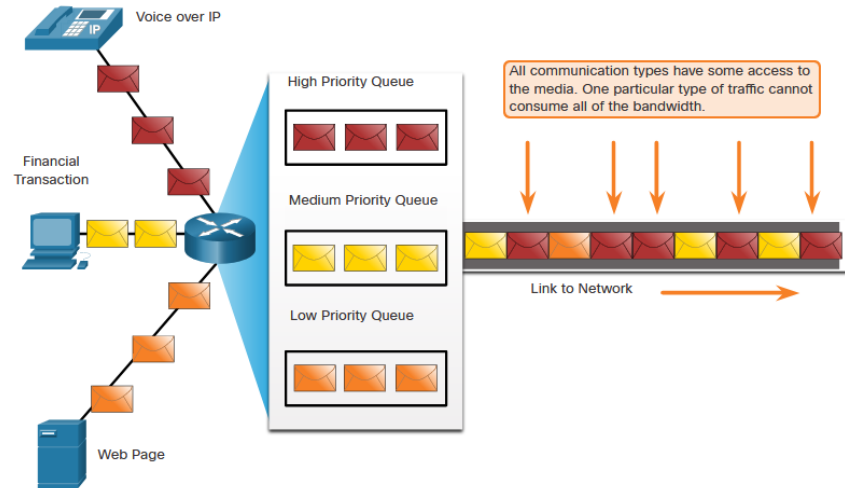 Voice over IP
IP
High Priority Queue
All communication types have some access to
the media. One particular type of traffic cannot
consume all of the bandwidth.
Financial
Transaction
Medium Priority Queue
Link to Network
Low Priority Queue
Web Page